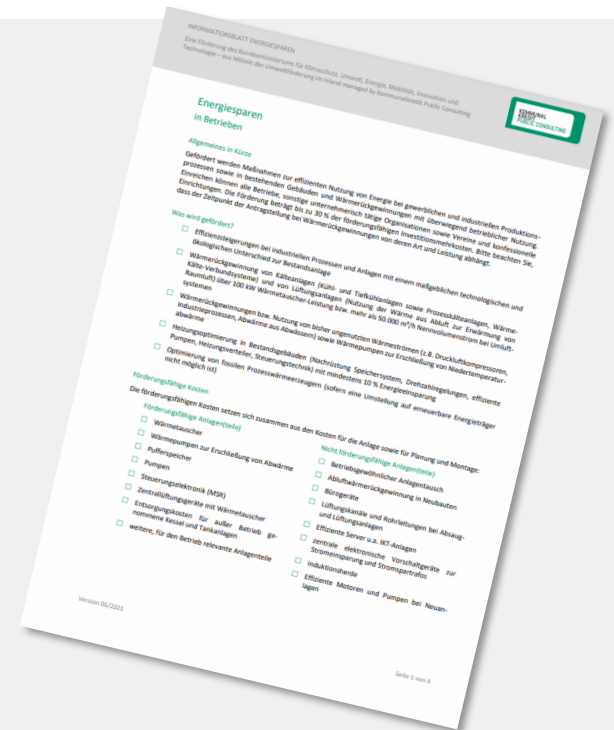 INFORMATIONSBLATT ENERGIESPAREN
Eine Förderung des Bundesministeriums für Klimaschutz, Umwelt, Energie, Mobilität, Innovation und
Technologie – aus Mitteln der Umweltförderung im Inland managed by Kommunalkredit Public Consulting
KOMMUNAL
KREDIT
PUBLIC CONSULTING
Energiesparen
in Betrieben
Allgemeines in Kürze
Gefördert werden Maßnahmen zur effizienten Nutzung von Energie bei gewerblichen und industriellen Produktions-
prozessen sowie in bestehenden Gebäuden und Wärmerückgewinnungen mit überwiegend betrieblicher Nutzung.
Einreichen können alle Betriebe, sonstige unternehmerisch tätige Organisationen sowie Vereine und konfessionelle
Einrichtungen. Die Förderung beträgt bis zu 30 % der förderungsfähigen Investitionsmehrkosten. Bitte beachten Sie,
dass der Zeitpunkt der Antragstellung bei Wärmerückgewinnungen von deren Art und Leistung abhängt.
Was wird gefördert?
☐ Effizienzsteigerungen bei industriellen Prozessen und Anlagen mit einem maßgeblichen technologischen und
ökologischen Unterschied zur Bestandsanlage
☐ Wärmerückgewinnung von Kälteanlagen (Kühl- und Tiefkühlanlagen sowie Prozesskälteanlagen, Wärme-
Kälte-Verbundsysteme) und von Lüftungsanlagen (Nutzung der Wärme aus Abluft zur Erwärmung von
Raumluft) über 100 kW Wärmetauscher-Leistung bzw. mehr als 50.000 m³/h Nennvolumenstrom bei Umluft-
systemen
☐ Wärmerückgewinnungen bzw. Nutzung von bisher ungenutzten Wärmeströmen (z.B. Druckluftkompressoren,
Industrieprozessen, Abwärme aus Abwässern) sowie Wärmepumpen zur Erschließung von Niedertemperatur-
abwärme
☐ Heizungsoptimierung in Bestandsgebäuden (Nachrüstung Speichersystem, Drehzahlregelungen, effiziente
Pumpen, Heizungsverteiler, Steuerungstechnik) mit mindestens 10 % Energieeinsparung
☐ Optimierung von fossilen Prozesswärmeerzeugern (sofern eine Umstellung auf erneuerbare Energieträger
nicht möglich ist)
Förderungsfähige Kosten
Die förderungsfähigen Kosten setzen sich zusammen aus den Kosten für die Anlage sowie für Planung und Montage:
Förderungsfähige Anlagen(teile)
☐ Wärmetauscher
☐ Wärmepumpen zur Erschließung von Abwärme
☐ Pufferspeicher
☐ Pumpen
☐ Steuerungselektronik (MSR)
☐ Zentrallüftungsgeräte mit Wärmetauscher
☐ Entsorgungskosten für außer Betrieb ge-
nommene Kessel und Tankanlagen
☐ weitere, für den Betrieb relevante Anlagenteile
Nicht förderungsfähige Anlagen(teile)
☐ Betriebsgewöhnlicher Anlagentausch
☐ Abluftwärmerückgewinnung in Neubauten
☐ Bürogeräte
☐ Lüftungskanäle und Rohrleitungen bei Absaug-
und Lüftungsanlagen
☐ Effiziente Server u.a. IKT-Anlagen
☐ zentrale elektronische Vorschaltgeräte zur
Stromeinsparung und Stromspartrafos
☐ Induktionsherde
☐ Effiziente Motoren und Pumpen bei Neuan-
lagen
Version 06/2021
Seite 1 von 4